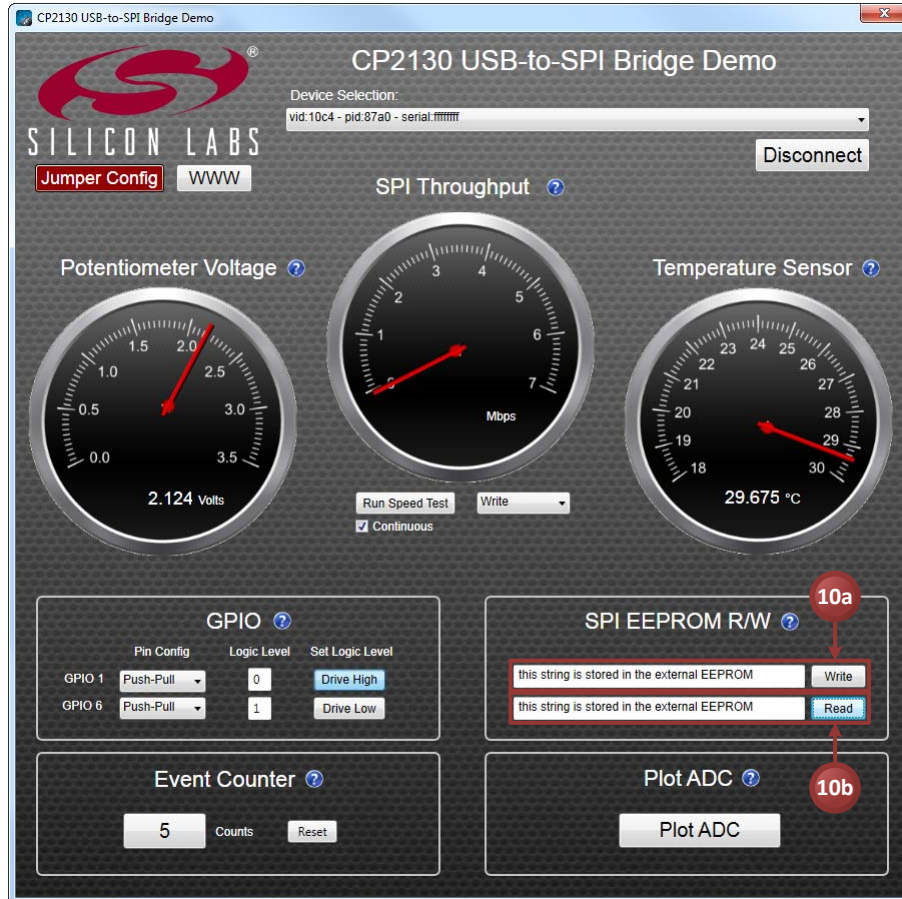 CP2130 USB-to-SPI Bridge Demo
x
®
SILICON LABS
CP2130 USB-to-SPI Bridge Demo
Device Selection:
vid:10c4 - pid:87a0 - serial:ffffffff
Disconnect
Jumper Config WWW
SPI Throughput ?
0 1 2 3 4 5 6 7
Mbps
Run Speed Test Write
Continuous
Potentiometer Voltage ?
0.0 0.5 1.0 1.5 2.0 2.5 3.0 3.5
2.124 Volts
Temperature Sensor ?
18 19 20 21 22 23 24 25 26 27 28 29 30
29.675 °C
GPIO ?
Pin Config Logic Level Set Logic Level
GPIO 1 Push-Pull 0 Drive High
GPIO 6 Push-Pull 1 Drive Low
10a
SPI EEPROM R/W ?
this string is stored in the external EEPROM Write
this string is stored in the external EEPROM Read
10b
Event Counter ?
5 Counts Reset
Plot ADC ?
Plot ADC